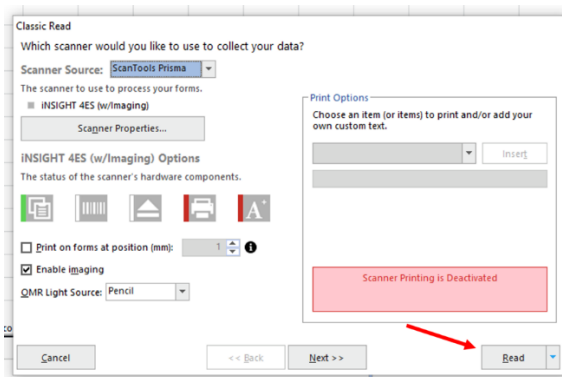 Classic Read
Which scanner would you like to use to collect your data?
Scanner Source:
ScanTools Prisma
The scanner to use to process your forms.
iNSIGHT 4ES (w/Imaging)
Scanner Properties...
iNSIGHT 4ES (w/Imaging) Options
The status of the scanner's hardware components.
A+
Print on forms at position (mm):
1
Enable imaging
OMR Light Source:
Pencil
Print Options
Choose an item (or items) to print and/or add your
own custom text.
Insert
Scanner Printing is Deactivated
co
Cancel
<< Back
Next >>
Read